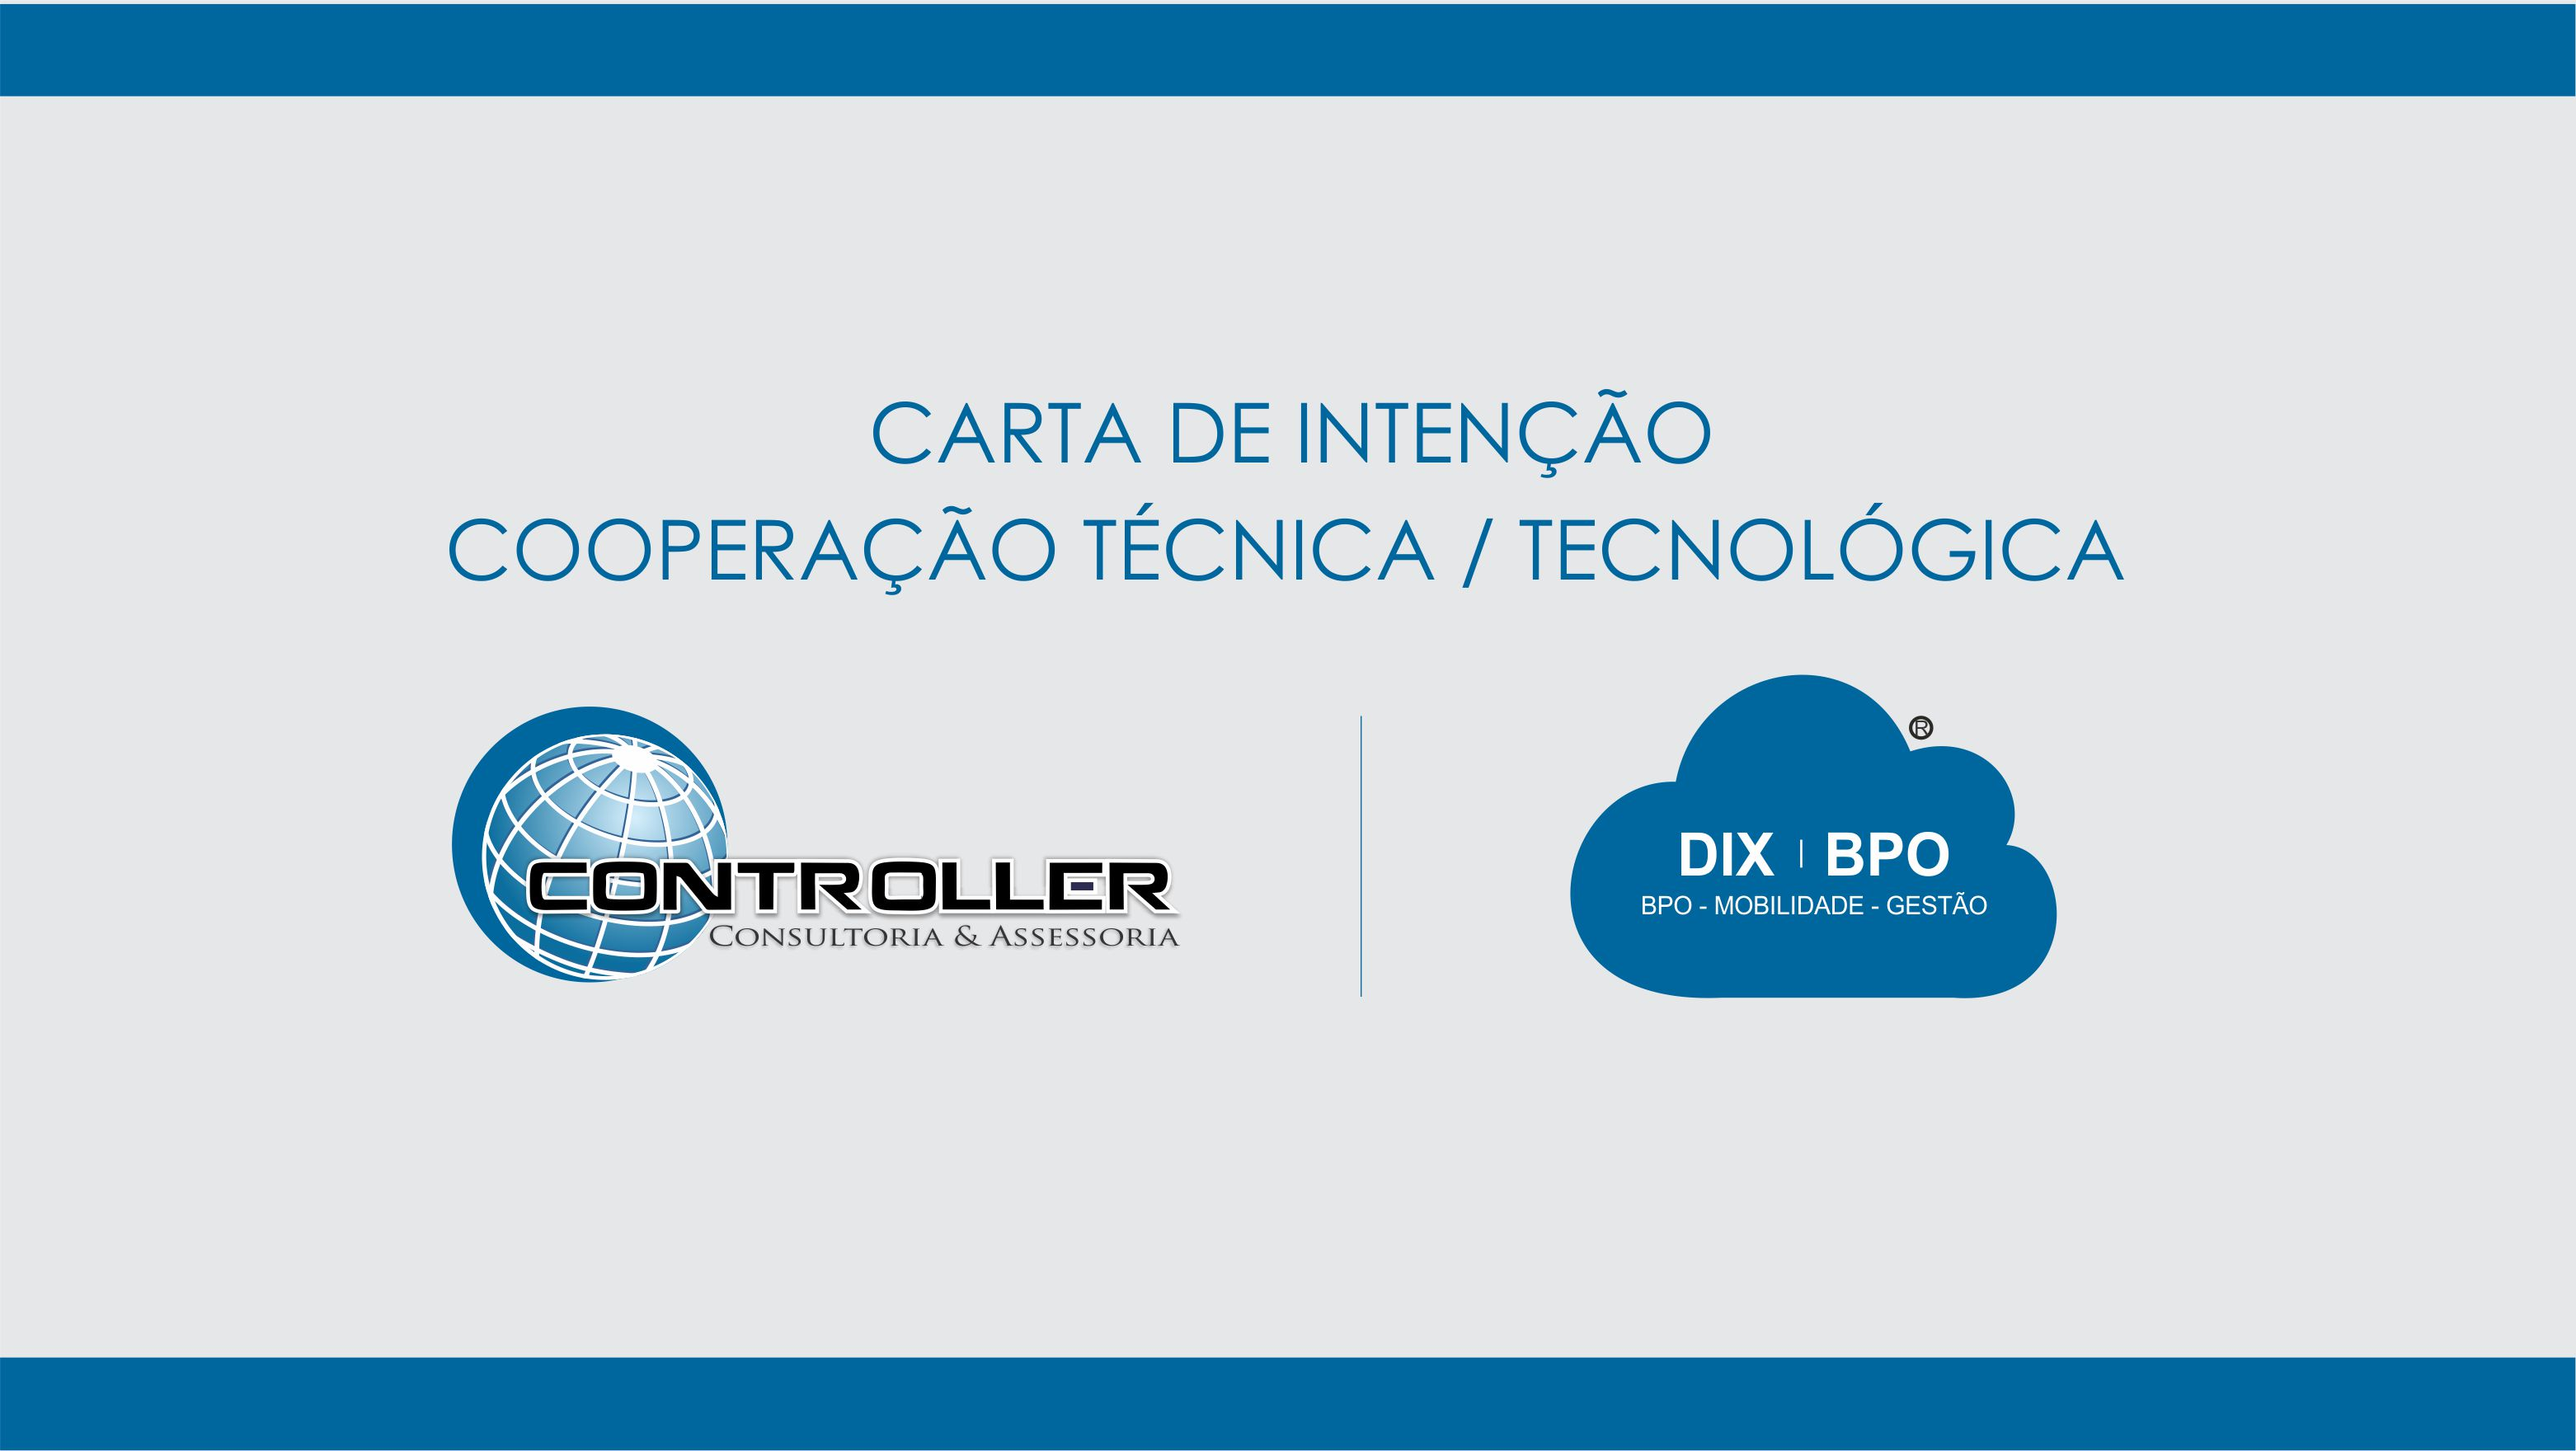 CARTA DE INTENÇÃO
COOPERAÇÃO TÉCNICA / TECNOLÓGICA
CONTROLLER
CONSULTORIA & ASSESSORIA
®
DIX | BPO
BPO - MOBILIDADE - GESTÃO